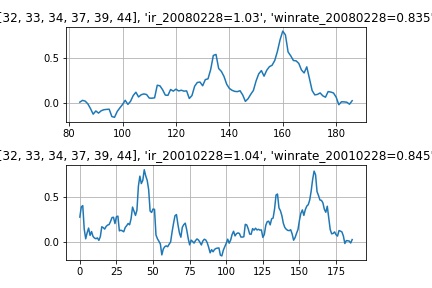 [32, 33, 34, 37, 39, 44], 'ir_20080228=1.03', 'winrate_20080228=0.835'
0.5
0.0
80 100 120 140 160 180
[32, 33, 34, 37, 39, 44], 'ir_20010228=1.04', 'winrate_20010228=0.845'
0.5
0.0
0 25 50 75 100 125 150 175